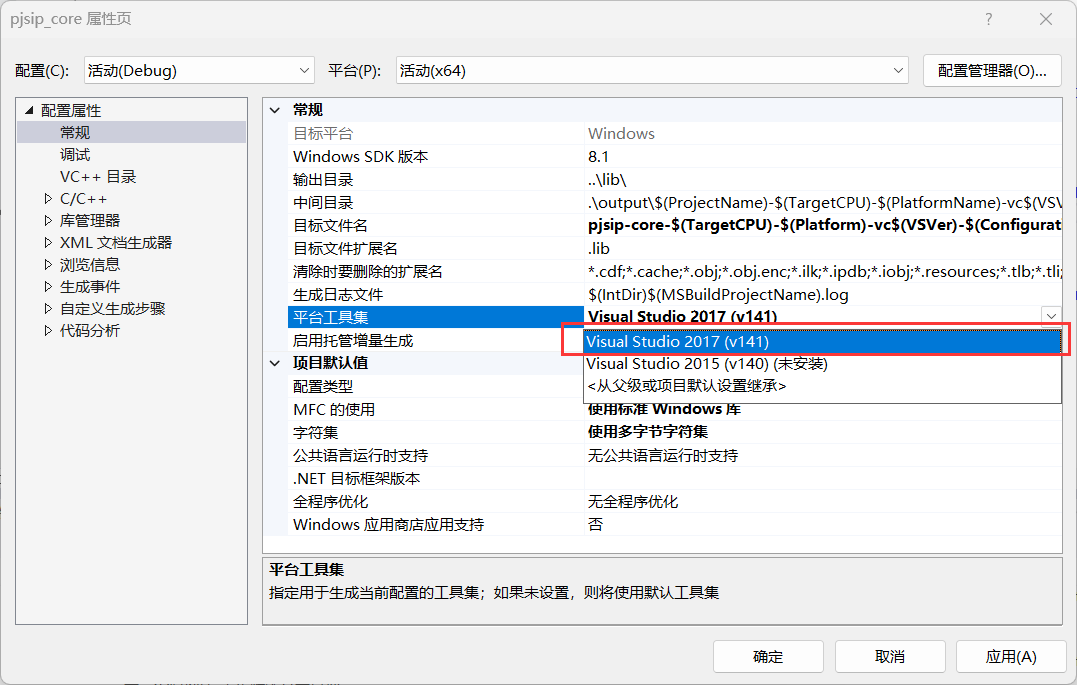 pjsip_core 属性页
配置(C): 活动(Debug) 平台(P): 活动(x64) 配置管理器(O)...
配置属性
常规
调试
VC++ 目录
C/C++
库管理器
XML 文档生成器
浏览信息
生成事件
自定义生成步骤
代码分析
常规
目标平台 Windows
Windows SDK 版本 8.1
输出目录 ..\lib\
中间目录 .\output\$(ProjectName)-$(TargetCPU)-$(PlatformName)-vc$(VSV
目标文件名 pjsip-core-$(TargetCPU)-$(Platform)-vc$(VSVer)-$(Configurat
目标文件扩展名 .lib
清除时要删除的扩展名 *.cdf;*.cache;*.obj;*.obj.enc;*.ilk;*.ipdb;*.iobj;*.resources;*.tlb;*.tli;
生成日志文件 $(IntDir)$(MSBuildProjectName).log
平台工具集 Visual Studio 2017 (v141)
启用托管增量生成 Visual Studio 2017 (v141)
项目默认值 Visual Studio 2015 (v140) (未安装)
配置类型 <从父级或项目默认设置继承>
MFC 的使用 使用标准 Windows 库
字符集 使用多字节字符集
公共语言运行时支持 无公共语言运行时支持
.NET 目标框架版本
全程序优化 无全程序优化
Windows 应用商店应用支持 否
平台工具集
指定用于生成当前配置的工具集；如果未设置，则将使用默认工具集
确定 取消 应用(A)